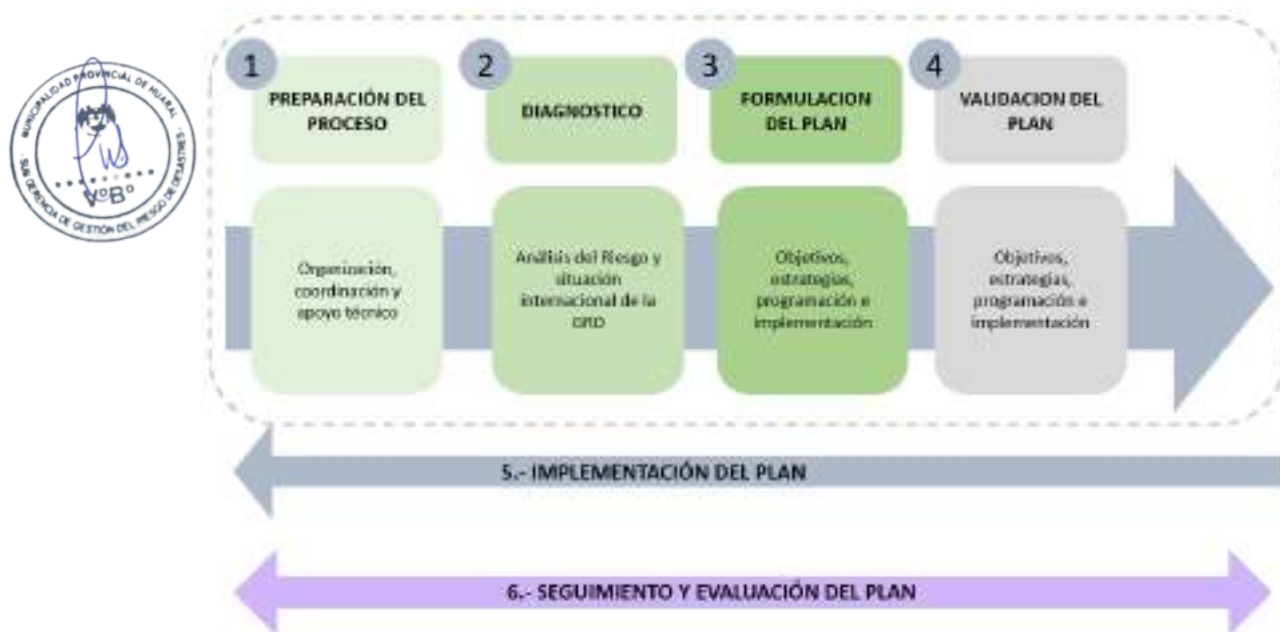 1
PREPARACIÓN DEL
PROCESO
2
DIAGNOSTICO
3
FORMULACION
DEL PLAN
4
VALIDACION DEL
PLAN
MUNICIPALIDAD PROVINCIAL DE HUARAL
SUB GERENCIA DE GESTIÓN DEL RIESGO DE DESASTRES
VºBº
Organización,
coordinación y
apoyo técnico
Análisis del Riesgo y
situación
internacional de la
GRD
Objetivos,
estrategias,
programación e
implementación
Objetivos,
estrategias,
programación e
implementación
5.- IMPLEMENTACIÓN DEL PLAN
6.- SEGUIMIENTO Y EVALUACIÓN DEL PLAN